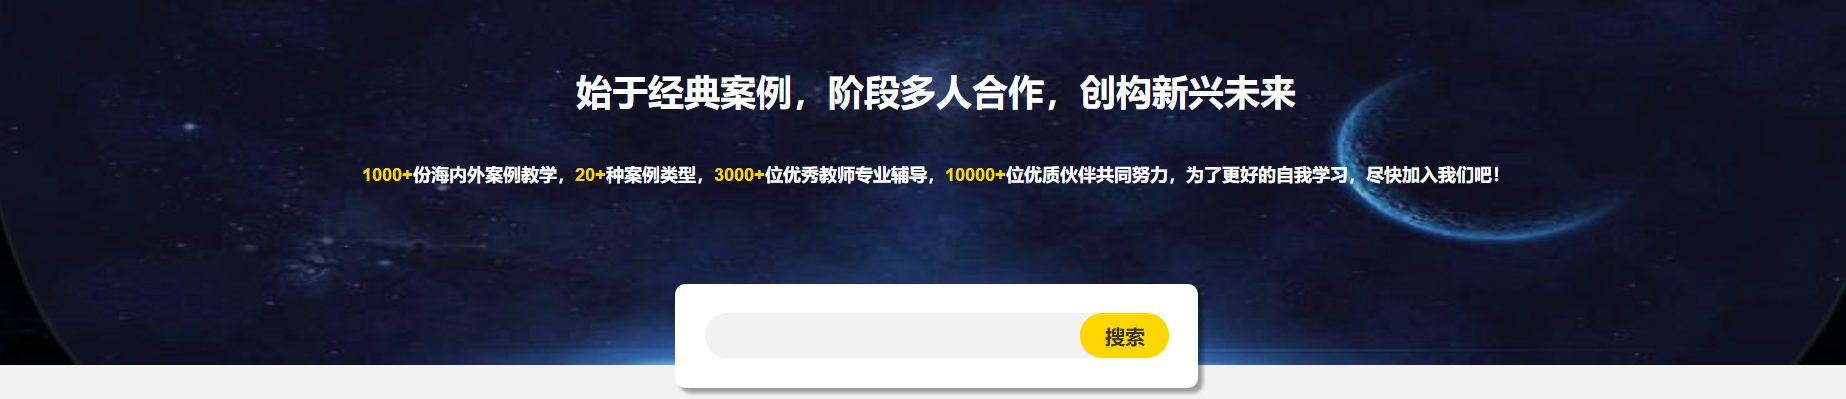 始于经典案例，阶段多人合作，创构新兴未来
1000+份海内外案例教学，20+种案例类型，3000+位优秀教师专业辅导，10000+位优质伙伴共同努力，为了更好的自我学习，尽快加入我们吧！
搜索